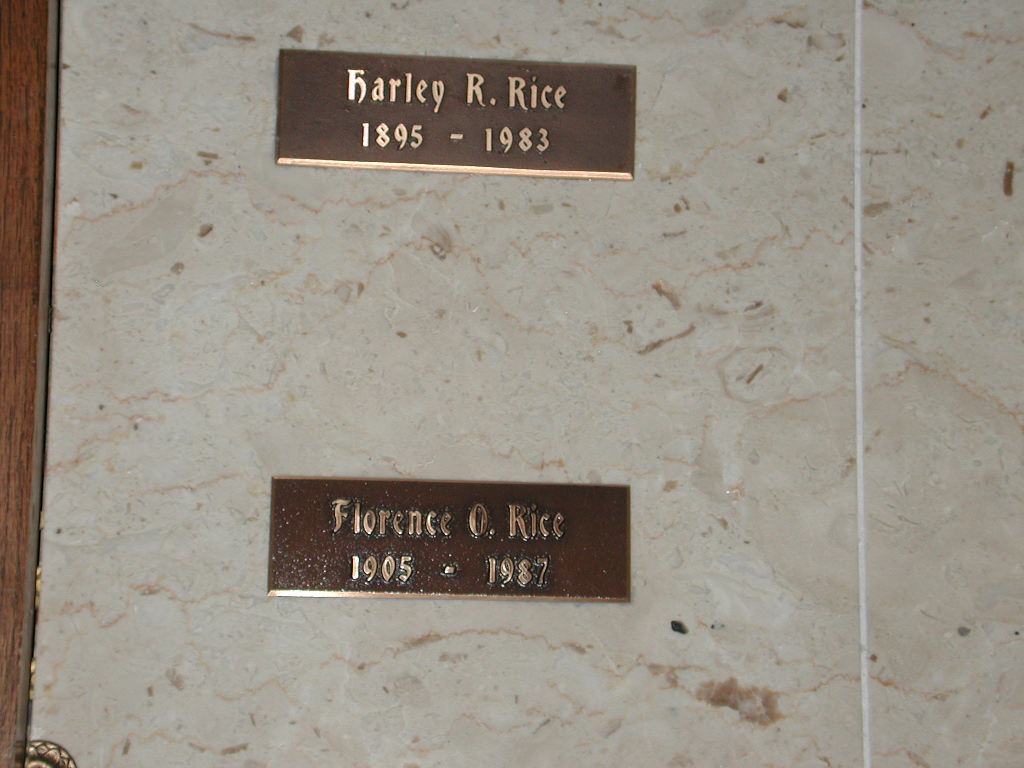 Harley R. Rice
1895 - 1983
Florence O. Rice
1905 - 1987